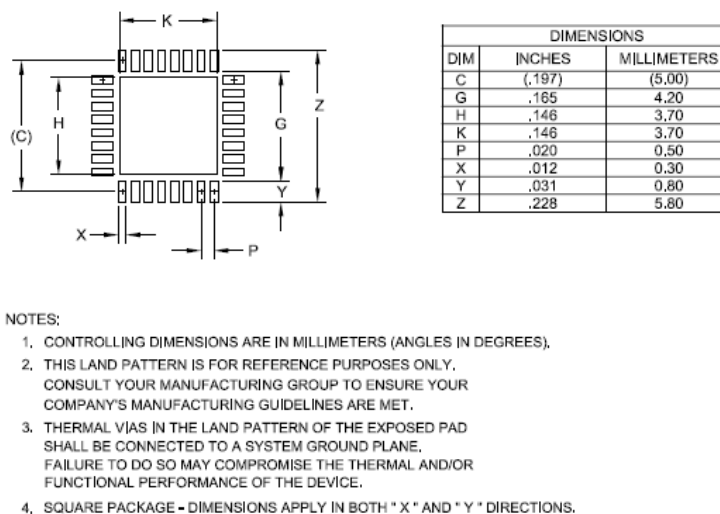 K
Z
(C)
H
G
Y
X
P
DIMENSIONS
DIM INCHES MILLIMETERS
C (.197) (5.00)
G .165 4.20
H .146 3.70
K .146 3.70
P .020 0.50
X .012 0.30
Y .031 0.80
Z .228 5.80
NOTES:
1. CONTROLLING DIMENSIONS ARE IN MILLIMETERS (ANGLES IN DEGREES).
2. THIS LAND PATTERN IS FOR REFERENCE PURPOSES ONLY.
CONSULT YOUR MANUFACTURING GROUP TO ENSURE YOUR
COMPANY'S MANUFACTURING GUIDELINES ARE MET.
3. THERMAL VIAS IN THE LAND PATTERN OF THE EXPOSED PAD
SHALL BE CONNECTED TO A SYSTEM GROUND PLANE.
FAILURE TO DO SO MAY COMPROMISE THE THERMAL AND/OR
FUNCTIONAL PERFORMANCE OF THE DEVICE.
4. SQUARE PACKAGE - DIMENSIONS APPLY IN BOTH " X " AND " Y " DIRECTIONS.